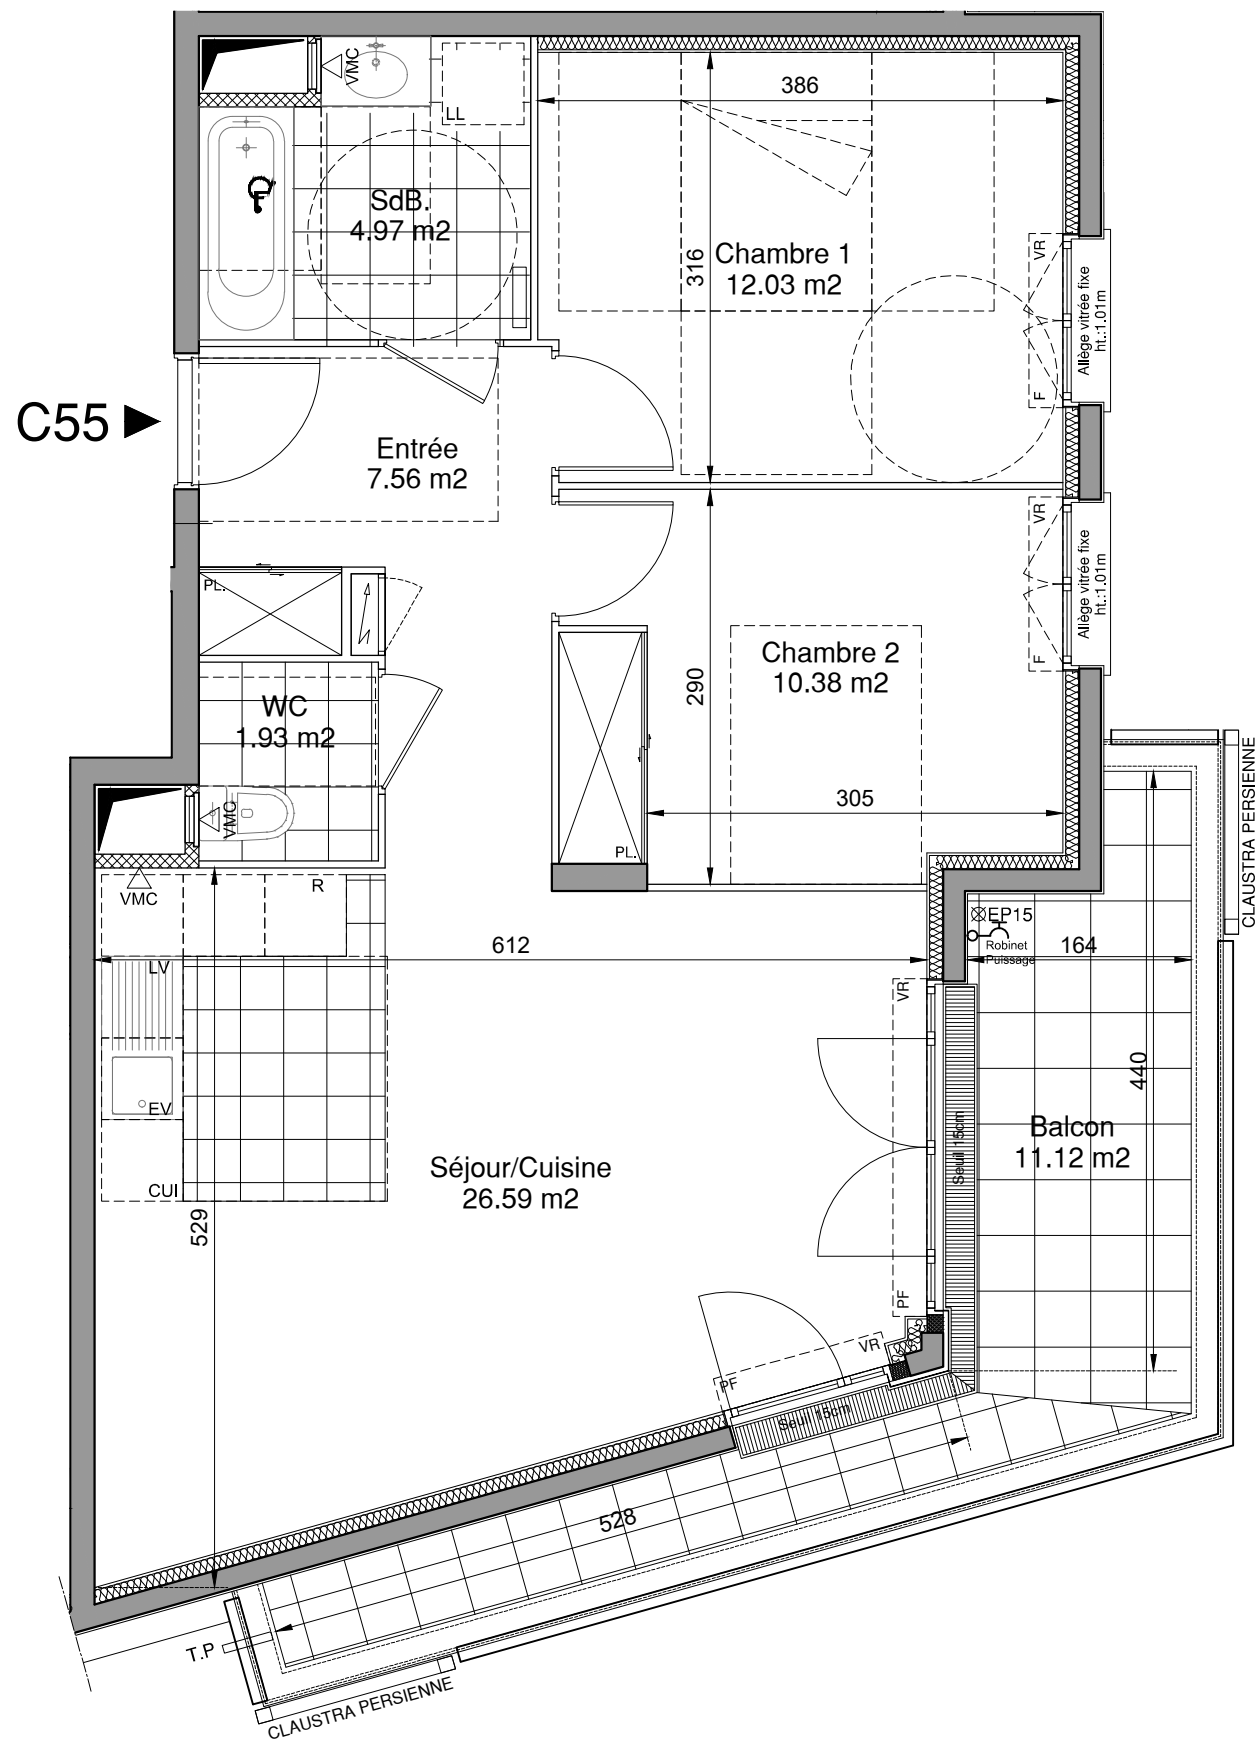 VMC
LL
386
SdB.
4.97 m2
316
Chambre 1
12.03 m2
VR
F
Allège vitrée fixe
ht.:1.01m
C55
Entrée
7.56 m2
PL.
VR
F
Allège vitrée fixe
ht.:1.01m
WC
1.93 m2
290
Chambre 2
10.38 m2
305
PL.
VMC
VMC
R
CLAUSTRA PERSIENNE
EP15
Robinet
Puissage
164
612
LV
VR
440
EV
CUI
529
Séjour/Cuisine
26.59 m2
Seuil 15cm
Balcon
11.12 m2
PF
VR
PF
Seuil 15cm
528
T.P
CLAUSTRA PERSIENNE